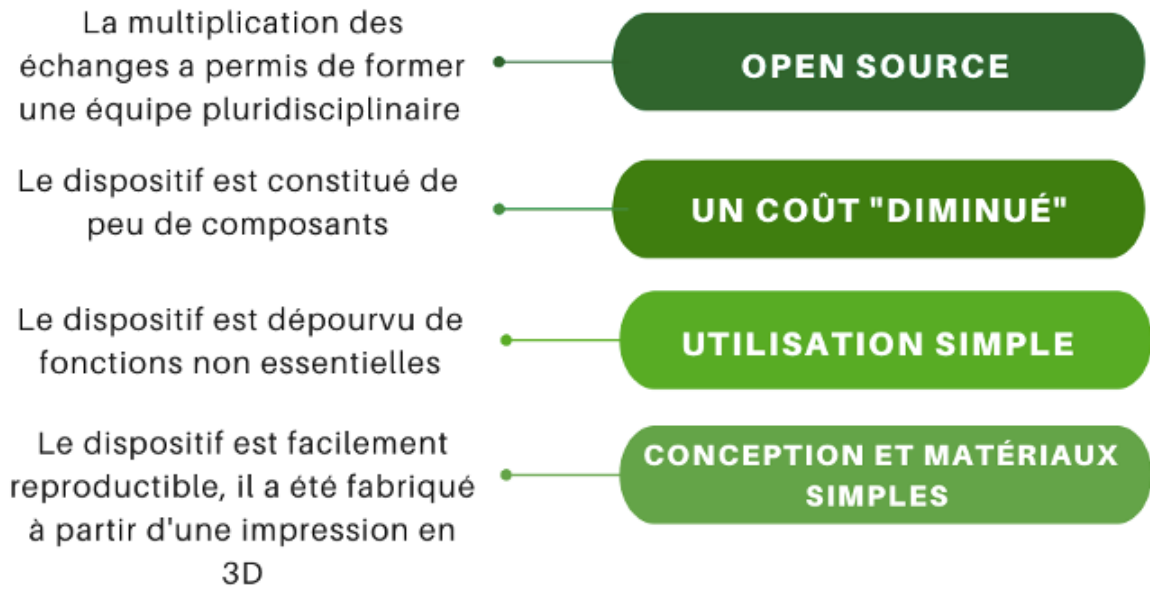 La multiplication des
échanges a permis de former
une équipe pluridisciplinaire
OPEN SOURCE
Le dispositif est constitué de
peu de composants
UN COÛT "DIMINUÉ"
Le dispositif est dépourvu de
fonctions non essentielles
UTILISATION SIMPLE
Le dispositif est facilement
reproductible, il a été fabriqué
à partir d'une impression en
3D
CONCEPTION ET MATÉRIAUX
SIMPLES